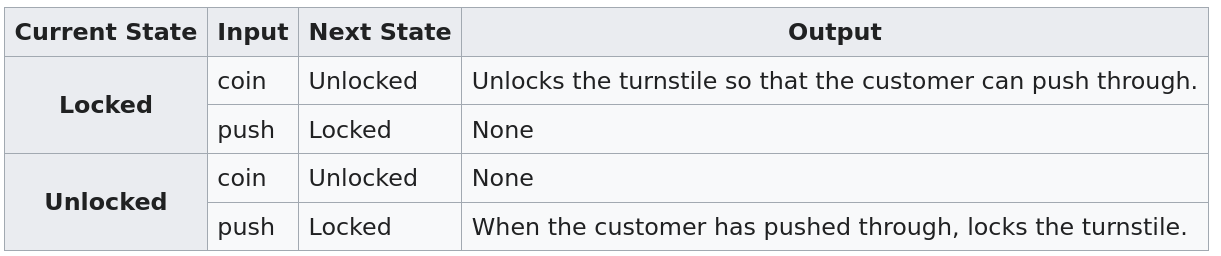 Current State Input Next State Output
Locked coin Unlocked Unlocks the turnstile so that the customer can push through.
push Locked None
Unlocked coin Unlocked None
push Locked When the customer has pushed through, locks the turnstile.